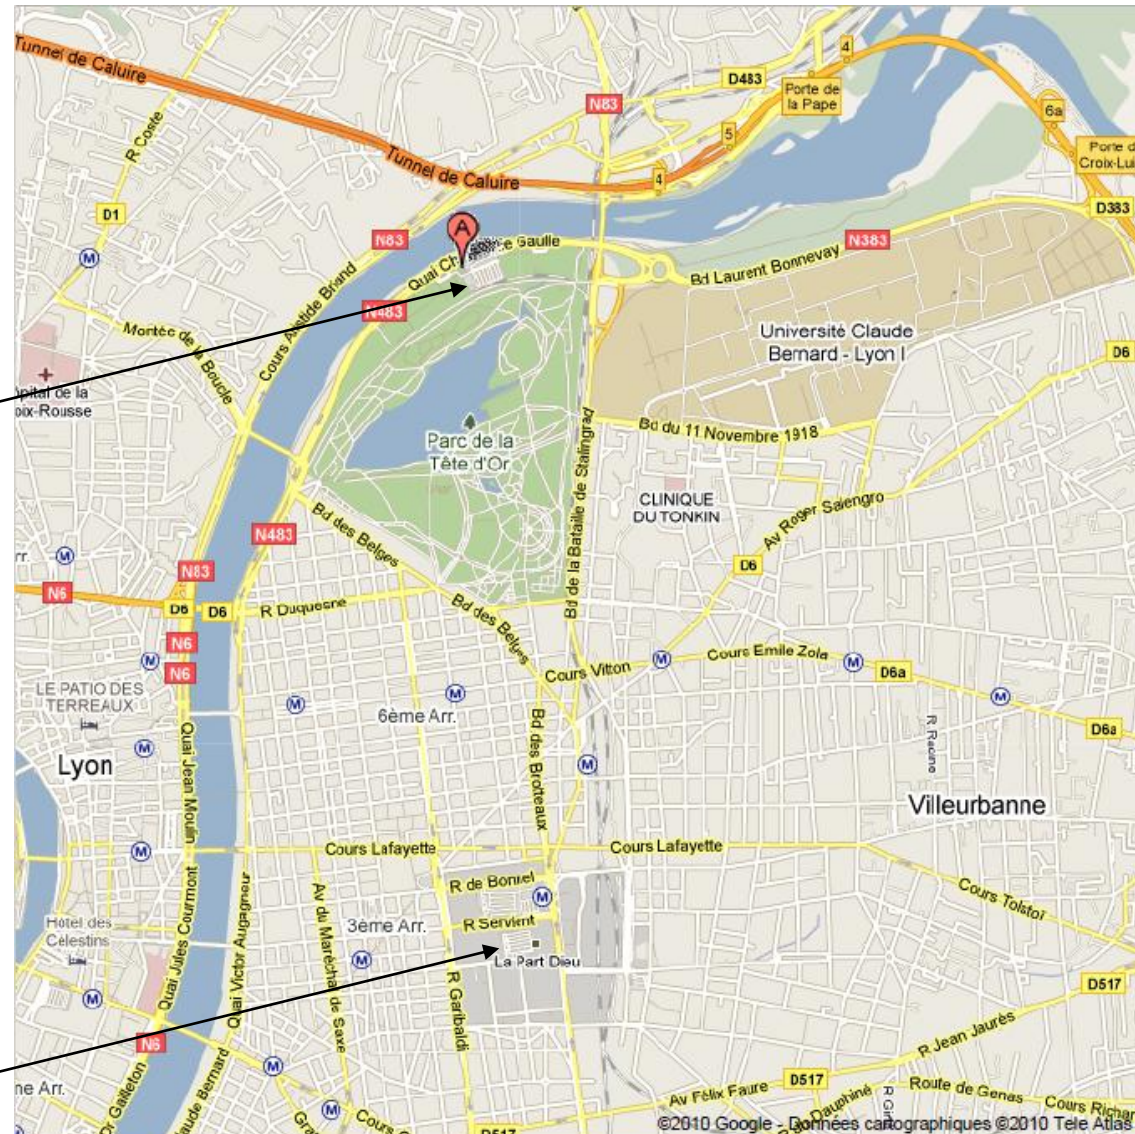 Tunnel de Caluire
D483
4
Porte de
la Pape
N83
R Coste
5
6a
Tunnel de Caluire
4
D1
D383
N83
A
Gaulle
N383
Quai
Bd Laurent Bonnevay
Cours Aristide Briand
N483
Montée de la Boucle
Université Claude
Bernard - Lyon I
D6
Parc de la
Tête d'Or
Bd du 11 Novembre 1918
Bd de la Bataille de Stalingrad
CLINIQUE
DU TONKIN
Av Roger Salengro
Bd des Belges
N483
M
N83
D6
N6
D6
D6
R Duquesne
Bd des Belges
N6
Cours Vitton
M
Cours Emile Zola
M
D6a
M
N6
LE PATIO DES
TERREAUX
M
M
6ème Arr.
M
D6a
R Racine
Lyon
M
Quai Jean Moulin
Bd des Brotteaux
M
Villeurbanne
M
Cours Lafayette
Cours Lafayette
R de Bonnel
M
Cours Tolstoï
Av du Maréchal de Saxe
3ème Arr.
R Servient
Hôtel des
Célestins
Quai Jules Courmont
Quai Victor Augagneur
M
La Part Dieu
R Garibaldi
M
D517
N6
R Jean Jaurès
M
D517
Av Félix Faure
Route de Genas
M
©2010 Google - Données cartographiques ©2010 Tele Atlas